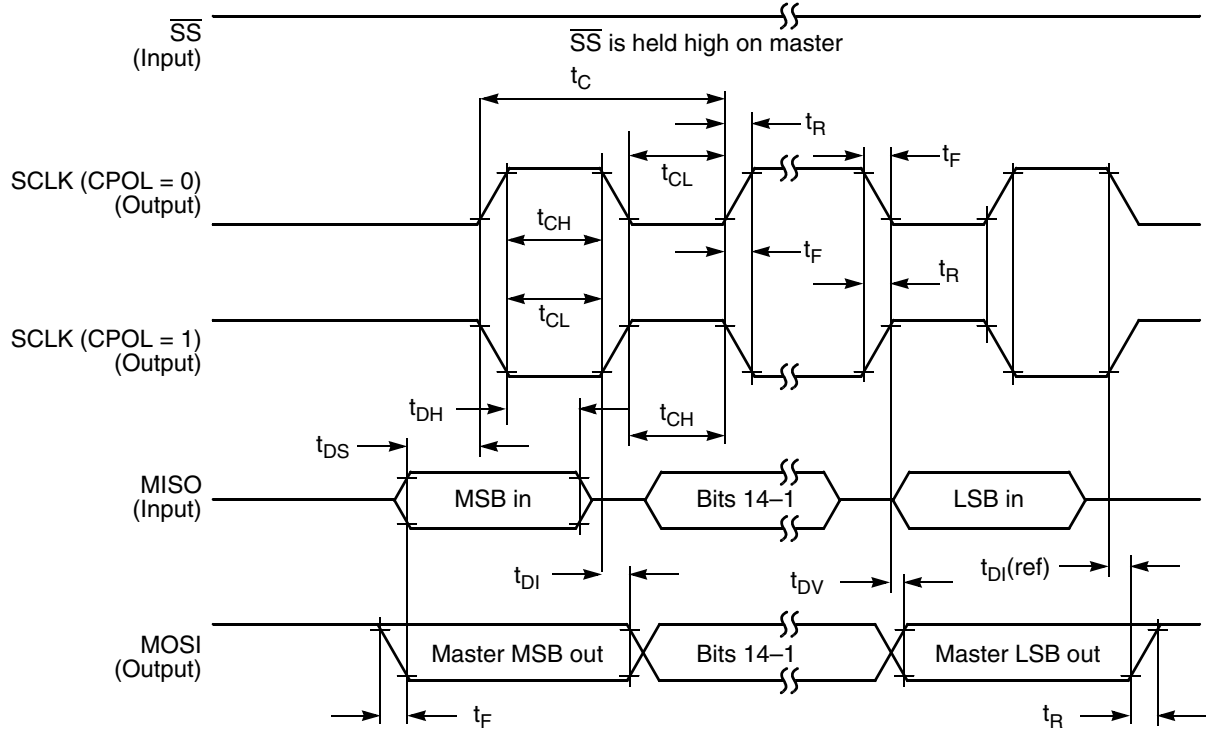 SS
(Input)
SS is held high on master
tC
tR
tF
SCLK (CPOL = 0)
(Output)
tCL
tCH
tF
tR
tCL
SCLK (CPOL = 1)
(Output)
tDH
tCH
tDS
MISO
(Input)
MSB in
Bits 14–1
LSB in
tDI
tDV
tDI(ref)
MOSI
(Output)
Master MSB out
Bits 14–1
Master LSB out
tF
tR